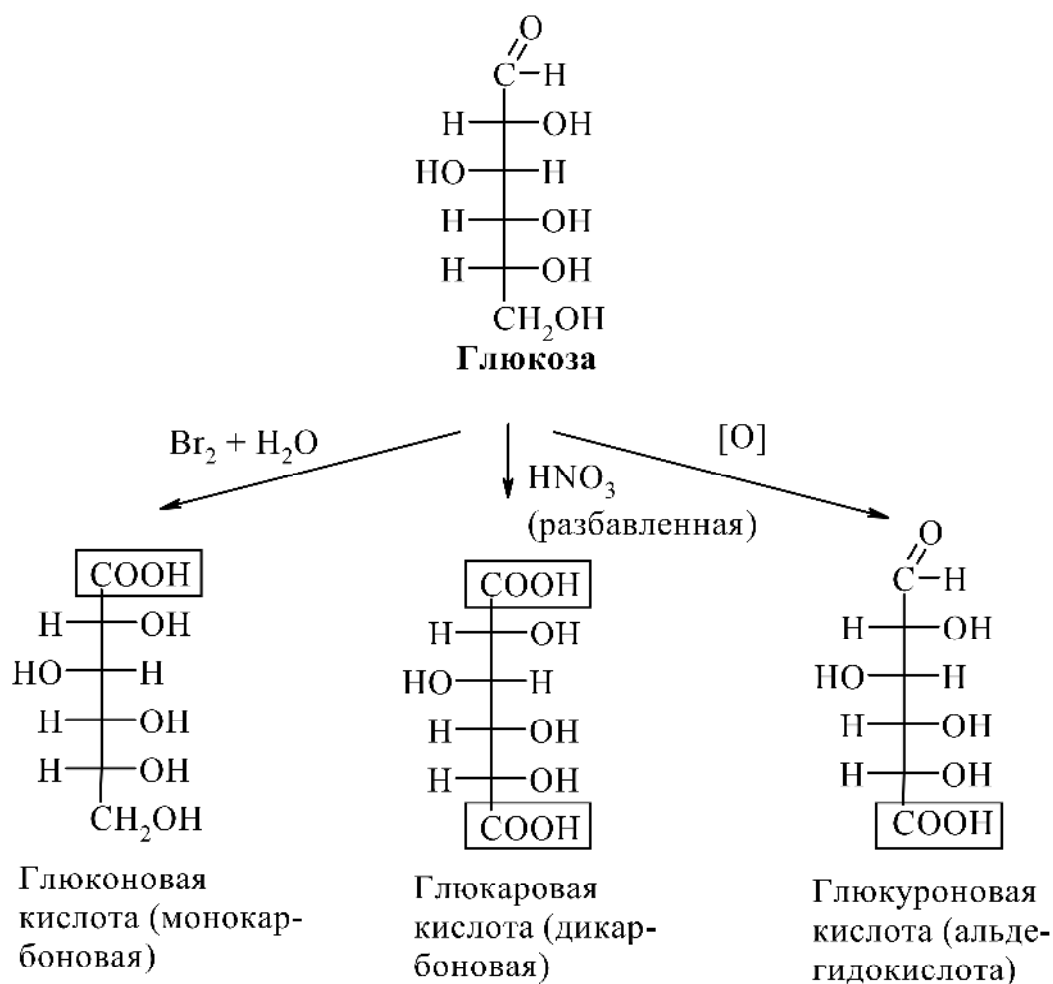 O
C H
H OH
HO H
H OH
H OH
CH₂OH
Глюкоза
Br₂ + H₂O
HNO₃
(разбавленная)
[O]
COOH
H OH
HO H
H OH
H OH
CH₂OH
Глюконовая
кислота (монокар-
боновая)
COOH
H OH
HO H
H OH
H OH
COOH
Глюкаровая
кислота (дикар-
боновая)
O
C H
H OH
HO H
H OH
H OH
COOH
Глюкуроновая
кислота (альде-
гидокислота)